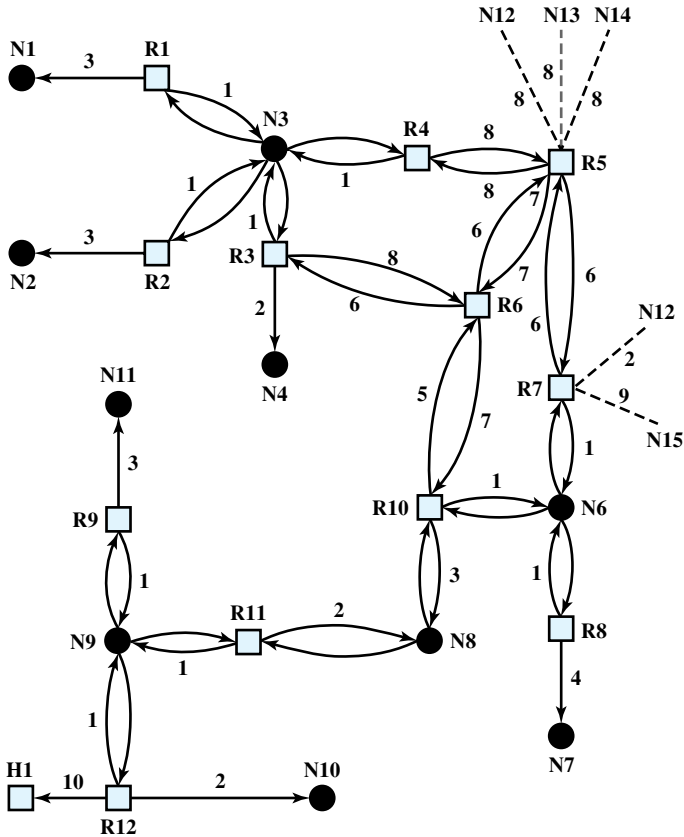 N12 N13 N14
N1 3 R1
1
8 8 8
N3
R4 8
R5
1 1 8 7
N2 3 R2
1 R3 8 6 7
6 R6 6 6
2
N12
N4
2
N11 R7 9
5 7
N15
3
1
R9 R10 1 N6
1 3 1
R11 2 R8
N9 1 N8
4
1
N7
H1 10 2 N10
R12